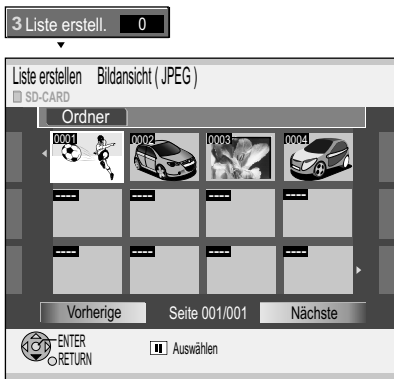 3 Liste erstell. 0
Liste erstellen Bildansicht ( JPEG )
SD-CARD
Ordner
0001 0002 0003 0004
---- ---- ---- ----
---- ---- ---- ----
Vorherige Seite 001/001 Nächste
ENTER
RETURN
Auswählen